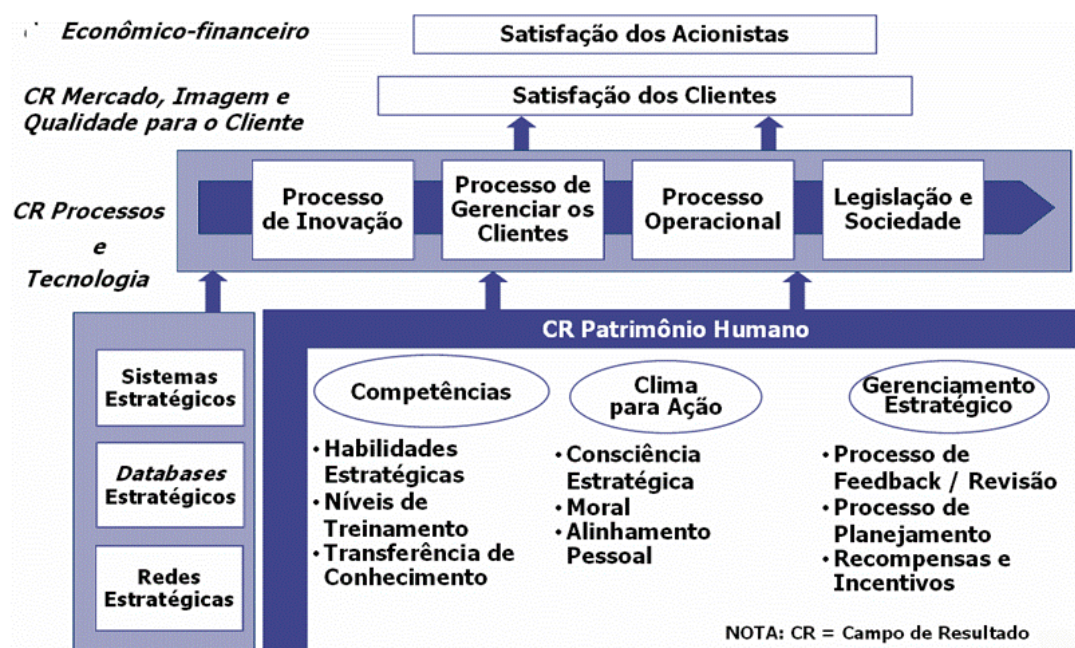 Econômico-financeiro
Satisfação dos Acionistas
CR Mercado, Imagem e
Qualidade para o Cliente
Satisfação dos Clientes
CR Processos
e
Tecnologia
Processo
de Inovação
Processo de
Gerenciar os
Clientes
Processo
Operacional
Legislação e
Sociedade
Sistemas
Estratégicos
Databases
Estratégicos
Redes
Estratégicas
CR Patrimônio Humano
Competências
• Habilidades
Estratégicas
• Níveis de
Treinamento
• Transferência de
Conhecimento
Clima
para Ação
• Consciência
Estratégica
• Moral
• Alinhamento
Pessoal
Gerenciamento
Estratégico
• Processo de
Feedback / Revisão
• Processo de
Planejamento
• Recompensas e
Incentivos
NOTA: CR = Campo de Resultado